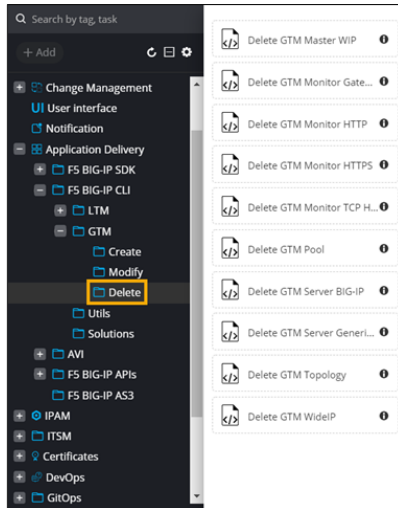 Search by tag, task
+ Add
Change Management
UI User interface
Notification
Application Delivery
F5 BIG-IP SDK
F5 BIG-IP CLI
LTM
GTM
Create
Modify
Delete
Utils
Solutions
AVI
F5 BIG-IP APIs
F5 BIG-IP AS3
IPAM
ITSM
Certificates
DevOps
GitOps
Delete GTM Master WIP
Delete GTM Monitor Gate...
Delete GTM Monitor HTTP
Delete GTM Monitor HTTPS
Delete GTM Monitor TCP H...
Delete GTM Pool
Delete GTM Server BIG-IP
Delete GTM Server Generi...
Delete GTM Topology
Delete GTM WideIP